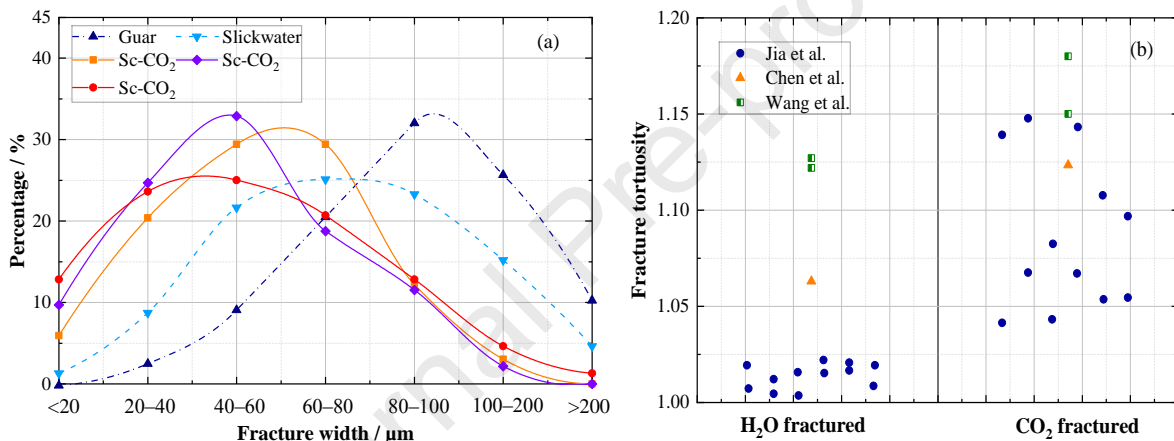 45
40
35
30
25
20
15
10
5
0
Percentage / %
Guar
Slickwater
Sc-CO₂
Sc-CO₂
Sc-CO₂
(a)
<20
20–40
40–60
60–80
80–100
100–200
>200
Fracture width / μm
1.20
1.15
1.10
1.05
1.00
Fracture tortuosity
Jia et al.
Chen et al.
Wang et al.
(b)
H₂O fractured
CO₂ fractured
rnal Pre-pro